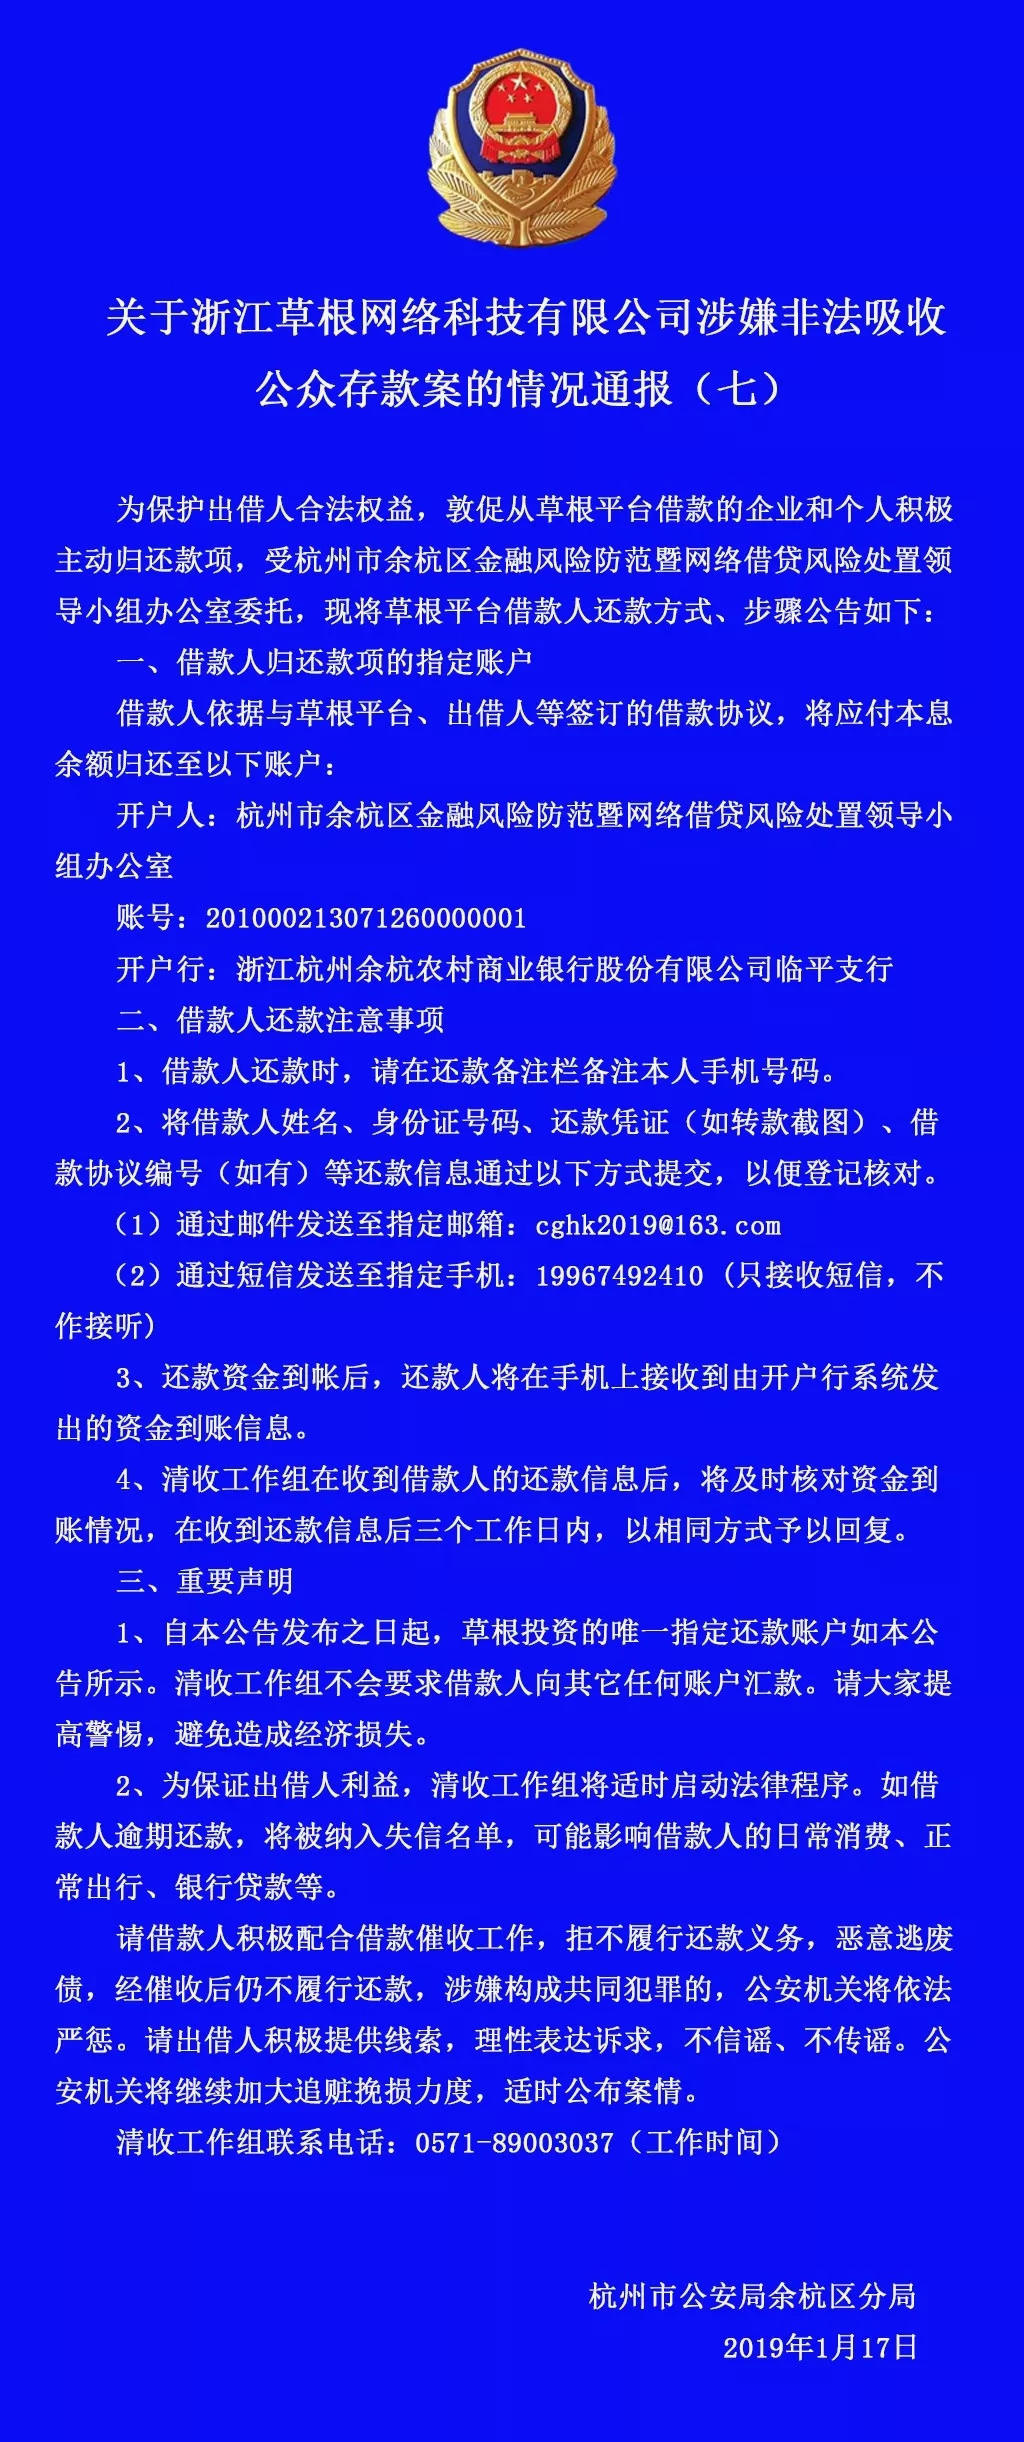 关于浙江草根网络科技有限公司涉嫌非法吸收
公众存款案的情况通报（七）
为保护出借人合法权益，敦促从草根平台借款的企业和个人积极
主动归还款项，受杭州市余杭区金融风险防范暨网络借贷风险处置领
导小组办公室委托，现将草根平台借款人还款方式、步骤公告如下：
一、借款人归还款项的指定账户
借款人依据与草根平台、出借人等签订的借款协议，将应付本息
余额归还至以下账户：
开户人：杭州市余杭区金融风险防范暨网络借贷风险处置领导小
组办公室
账号：201000213071260000001
开户行：浙江杭州余杭农村商业银行股份有限公司临平支行
二、借款人还款注意事项
1、借款人还款时，请在还款备注栏备注本人手机号码。
2、将借款人姓名、身份证号码、还款凭证（如转款截图）、借
款协议编号（如有）等还款信息通过以下方式提交，以便登记核对。
（1）通过邮件发送至指定邮箱：cghk2019@163.com
（2）通过短信发送至指定手机：19967492410 (只接收短信，不
作接听)
3、还款资金到帐后，还款人将在手机上接收到由开户行系统发
出的资金到账信息。
4、清收工作组在收到借款人的还款信息后，将及时核对资金到
账情况，在收到还款信息后三个工作日内，以相同方式予以回复。
三、重要声明
1、自本公告发布之日起，草根投资的唯一指定还款账户如本公
告所示。清收工作组不会要求借款人向其它任何账户汇款。请大家提
高警惕，避免造成经济损失。
2、为保证出借人利益，清收工作组将适时启动法律程序。如借
款人逾期还款，将被纳入失信名单，可能影响借款人的日常消费、正
常出行、银行贷款等。
请借款人积极配合借款催收工作，拒不履行还款义务，恶意逃废
债，经催收后仍不履行还款，涉嫌构成共同犯罪的，公安机关将依法
严惩。请出借人积极提供线索，理性表达诉求，不信谣、不传谣。公
安机关将继续加大追赃挽损力度，适时公布案情。
清收工作组联系电话：0571-89003037（工作时间）
杭州市公安局余杭区分局
2019年1月17日